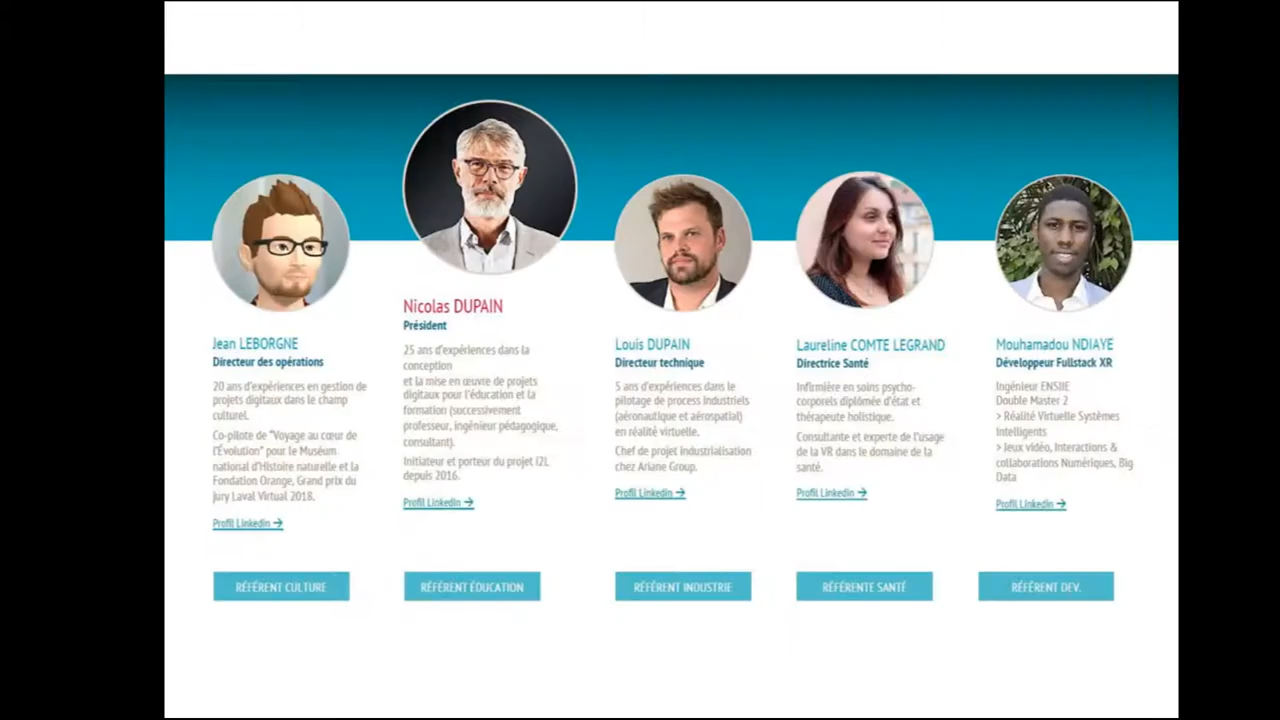 Jean LEBORGNE
Directeur des opérations
20 ans d'expériences en gestion de
projets digitaux dans le champ
culturel.
Co-pilote de "Voyage au cœur de
l'Évolution" pour le Muséum
national d'Histoire naturelle et la
Fondation Orange, Grand prix du
jury Laval Virtual 2018.
Profil Linkedin →
RÉFÉRENT CULTURE
Nicolas DUPAIN
Président
25 ans d'expériences dans la
conception
et la mise en œuvre de projets
digitaux pour l'éducation et la
formation (successivement
professeur, ingénieur pédagogique,
consultant).
Initiateur et porteur du projet i2L
depuis 2016.
Profil Linkedin →
RÉFÉRENT ÉDUCATION
Louis DUPAIN
Directeur technique
5 ans d'expériences dans le
pilotage de process industriels
(aéronautique et aérospatial)
en réalité virtuelle.
Chef de projet industrialisation
chez Ariane Group.
Profil Linkedin →
RÉFÉRENT INDUSTRIE
Laureline COMTE LEGRAND
Directrice Santé
Infirmière en soins psycho-
corporels diplômée d'état et
thérapeute holistique.
Consultante et experte de l'usage
de la VR dans le domaine de la
santé.
Profil Linkedin →
RÉFÉRENTE SANTÉ
Mouhamadou NDIAYE
Développeur Fullstack XR
Ingénieur ENSIIE
Double Master 2
> Réalité Virtuelle Systèmes
Intelligents
> Jeux vidéo, Interactions &
collaborations Numériques, Big
Data
Profil Linkedin →
RÉFÉRENT DEV.